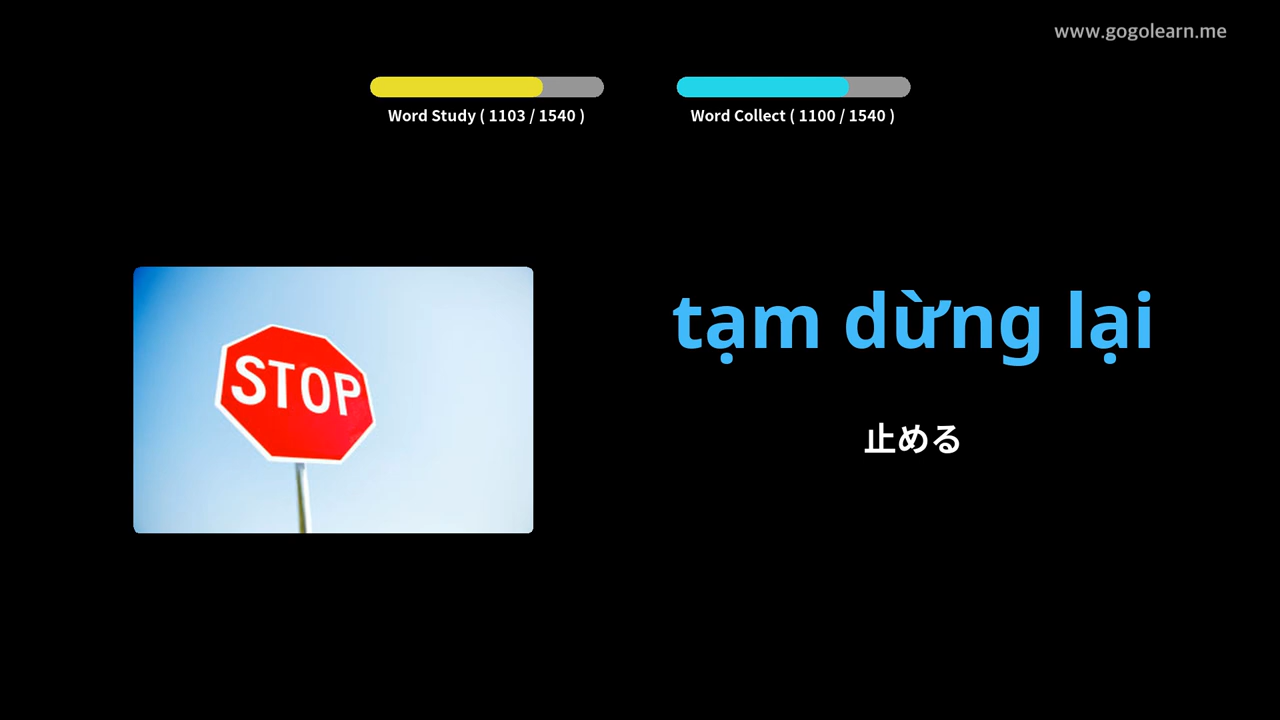 www.gogolearn.me
Word Study ( 1103 / 1540 )
Word Collect ( 1100 / 1540 )
STOP
tạm dừng lại
止める